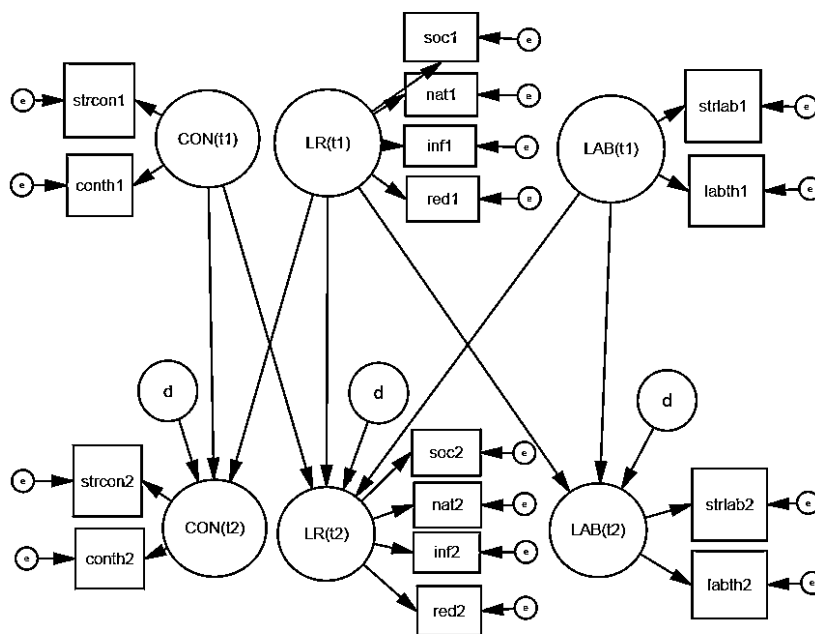 soc1
e
e
strcon1
CON(t1)
LR(t1)
nat1
e
LAB(t1)
strlab1
e
inf1
e
e
conth1
red1
e
labth1
e
d
d
d
e
strcon2
soc2
e
CON(t2)
LR(t2)
nat2
e
LAB(t2)
strlab2
e
e
conth2
inf2
e
labth2
e
red2
e